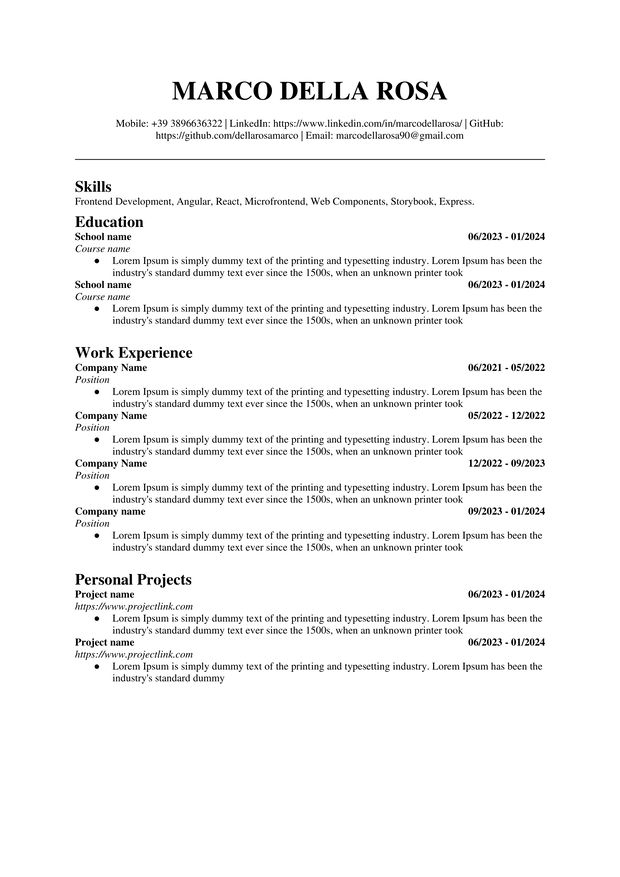 MARCO DELLA ROSA
Mobile: +39 3896636322 | LinkedIn: https://www.linkedin.com/in/marcodellarosa/ | GitHub:
https://github.com/dellarosamarco | Email: marcodellarosa90@gmail.com
Skills
Frontend Development, Angular, React, Microfrontend, Web Components, Storybook, Express.
Education
School name 06/2023 - 01/2024
Course name
● Lorem Ipsum is simply dummy text of the printing and typesetting industry. Lorem Ipsum has been the
industry's standard dummy text ever since the 1500s, when an unknown printer took
School name 06/2023 - 01/2024
Course name
● Lorem Ipsum is simply dummy text of the printing and typesetting industry. Lorem Ipsum has been the
industry's standard dummy text ever since the 1500s, when an unknown printer took
Work Experience
Company Name 06/2021 - 05/2022
Position
● Lorem Ipsum is simply dummy text of the printing and typesetting industry. Lorem Ipsum has been the
industry's standard dummy text ever since the 1500s, when an unknown printer took
Company Name 05/2022 - 12/2022
Position
● Lorem Ipsum is simply dummy text of the printing and typesetting industry. Lorem Ipsum has been the
industry's standard dummy text ever since the 1500s, when an unknown printer took
Company Name 12/2022 - 09/2023
Position
● Lorem Ipsum is simply dummy text of the printing and typesetting industry. Lorem Ipsum has been the
industry's standard dummy text ever since the 1500s, when an unknown printer took
Company name 09/2023 - 01/2024
Position
● Lorem Ipsum is simply dummy text of the printing and typesetting industry. Lorem Ipsum has been the
industry's standard dummy text ever since the 1500s, when an unknown printer took
Personal Projects
Project name 06/2023 - 01/2024
https://www.projectlink.com
● Lorem Ipsum is simply dummy text of the printing and typesetting industry. Lorem Ipsum has been the
industry's standard dummy text ever since the 1500s, when an unknown printer took
Project name 06/2023 - 01/2024
https://www.projectlink.com
● Lorem Ipsum is simply dummy text of the printing and typesetting industry. Lorem Ipsum has been the
industry's standard dummy